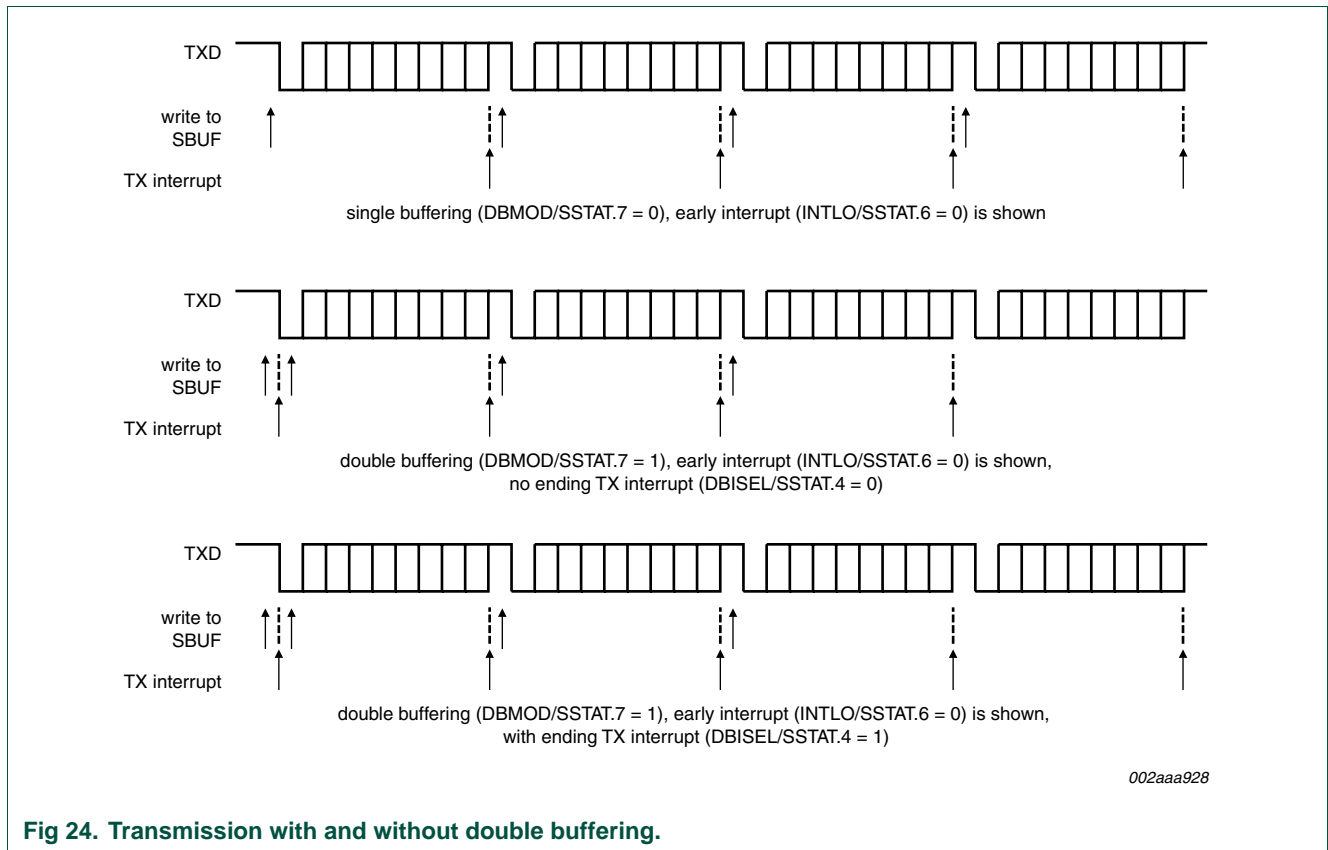 TXD
write to
SBUF
TX interrupt
single buffering (DBMOD/SSTAT.7 = 0), early interrupt (INTLO/SSTAT.6 = 0) is shown
TXD
write to
SBUF
TX interrupt
double buffering (DBMOD/SSTAT.7 = 1), early interrupt (INTLO/SSTAT.6 = 0) is shown,
no ending TX interrupt (DBISEL/SSTAT.4 = 0)
TXD
write to
SBUF
TX interrupt
double buffering (DBMOD/SSTAT.7 = 1), early interrupt (INTLO/SSTAT.6 = 0) is shown,
with ending TX interrupt (DBISEL/SSTAT.4 = 1)
002aaa928
Fig 24. Transmission with and without double buffering.